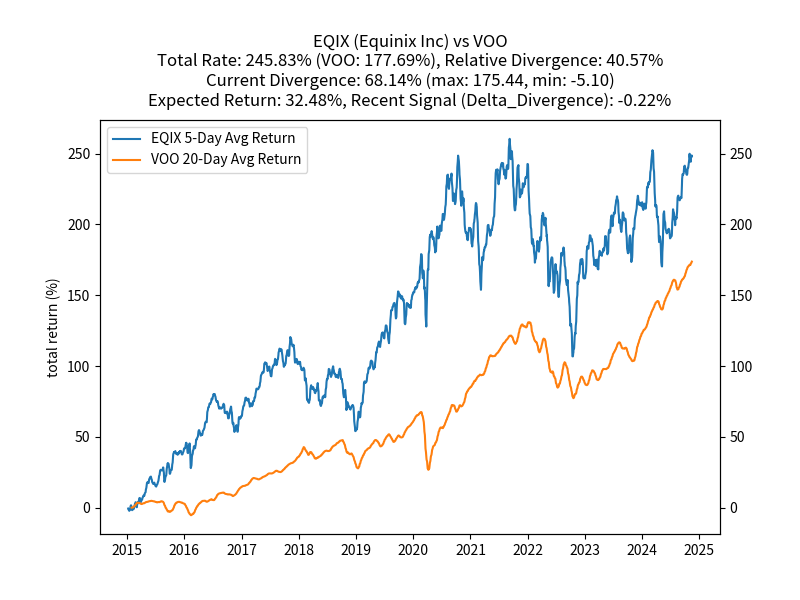 EQIX (Equinix Inc) vs VOO
Total Rate: 245.83% (VOO: 177.69%), Relative Divergence: 40.57%
Current Divergence: 68.14% (max: 175.44, min: -5.10)
Expected Return: 32.48%, Recent Signal (Delta_Divergence): -0.22%
EQIX 5-Day Avg Return
VOO 20-Day Avg Return
total return (%)
250
200
150
100
50
0
250
200
150
100
50
0
2015 2016 2017 2018 2019 2020 2021 2022 2023 2024 2025